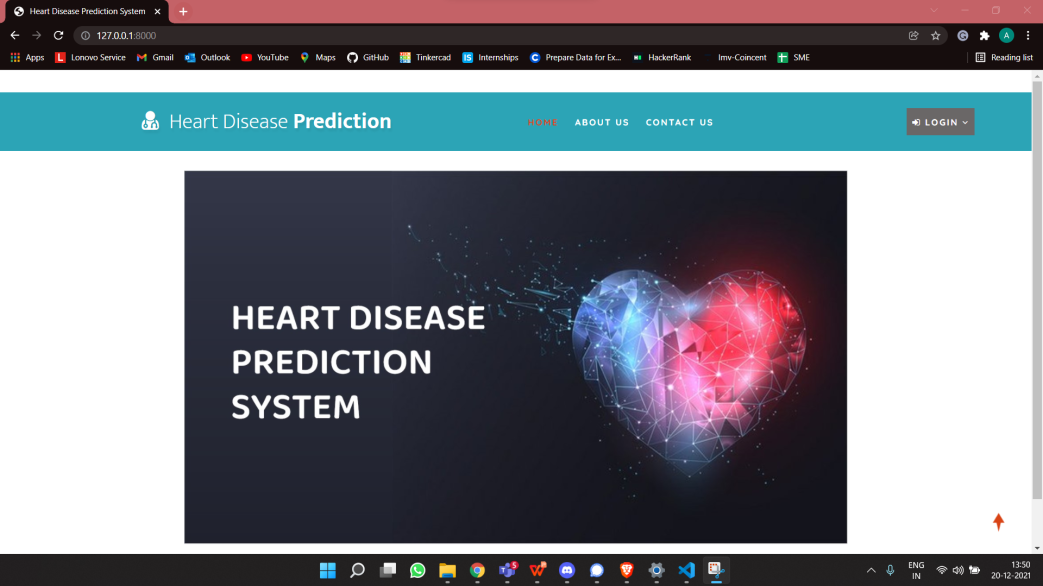 Heart Disease Prediction System
127.0.0.1:8000
Apps
L Lonovo Service
Gmail
Outlook
YouTube
Maps
GitHub
Tinkercad
IS Internships
C Prepare Data for Ex...
HackerRank
Imv-Coincent
SME
Reading list
Heart Disease Prediction
HOME
ABOUT US
CONTACT US
LOGIN
HEART DISEASE
PREDICTION
SYSTEM
A
5
ENG
IN
13:50
20-12-2021